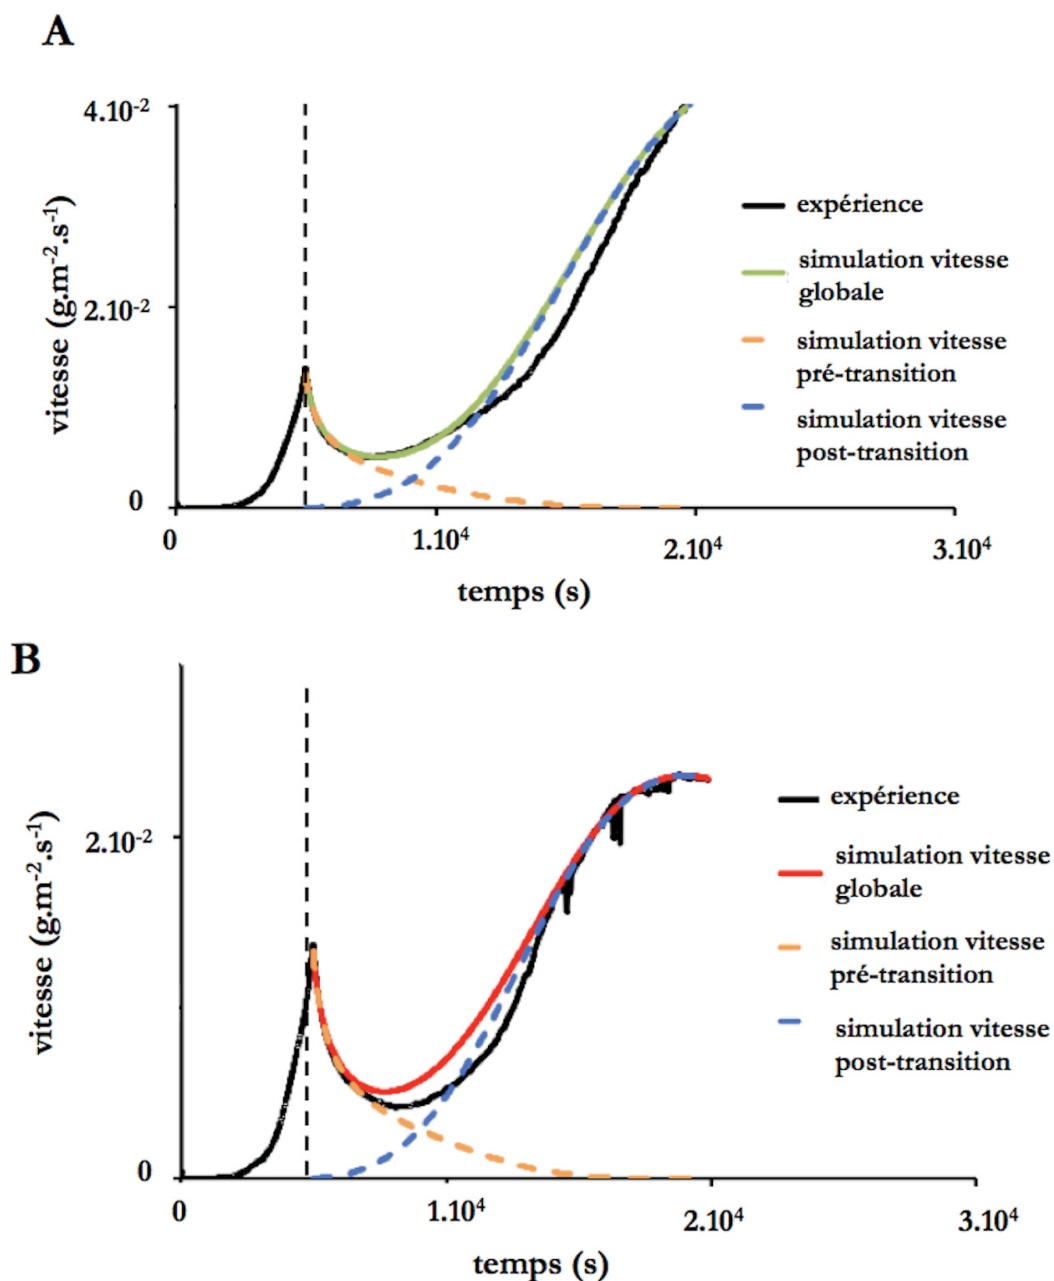 A
4.10-2
2.10-2
0
vitesse (g.m-2.s-1)
0
1.104
2.104
3.104
temps (s)
expérience
simulation vitesse
globale
simulation vitesse
pré-transition
simulation vitesse
post-transition
B
2.10-2
0
vitesse (g.m-2.s-1)
0
1.104
2.104
3.104
temps (s)
expérience
simulation vitesse
globale
simulation vitesse
pré-transition
simulation vitesse
post-transition